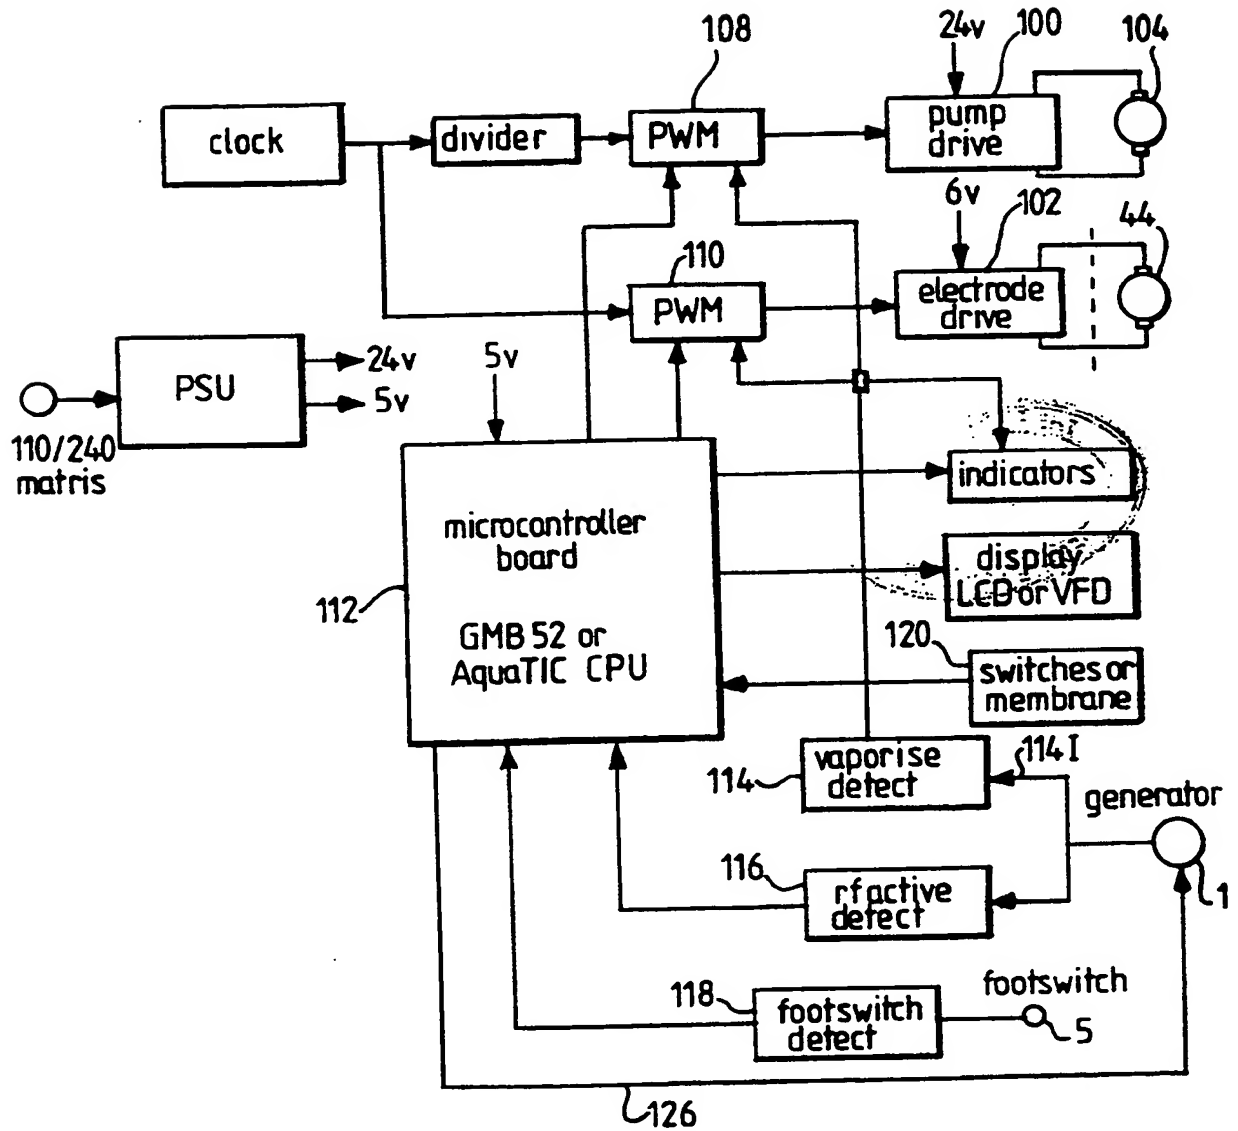 108
24v
100
104
clock
divider
PWM
pump
drive
6v
102
44
110
PWM
electrode
drive
PSU
24v
5v
110/240
matris
5v
indicators
microcontroller
board
GMB 52 or
AquaTIC CPU
112
display
LCD or VFD
120
switches or
membrane
vaporise
detect
114
114 I
generator
1
116
rf active
detect
118
footswitch
detect
footswitch
5
126